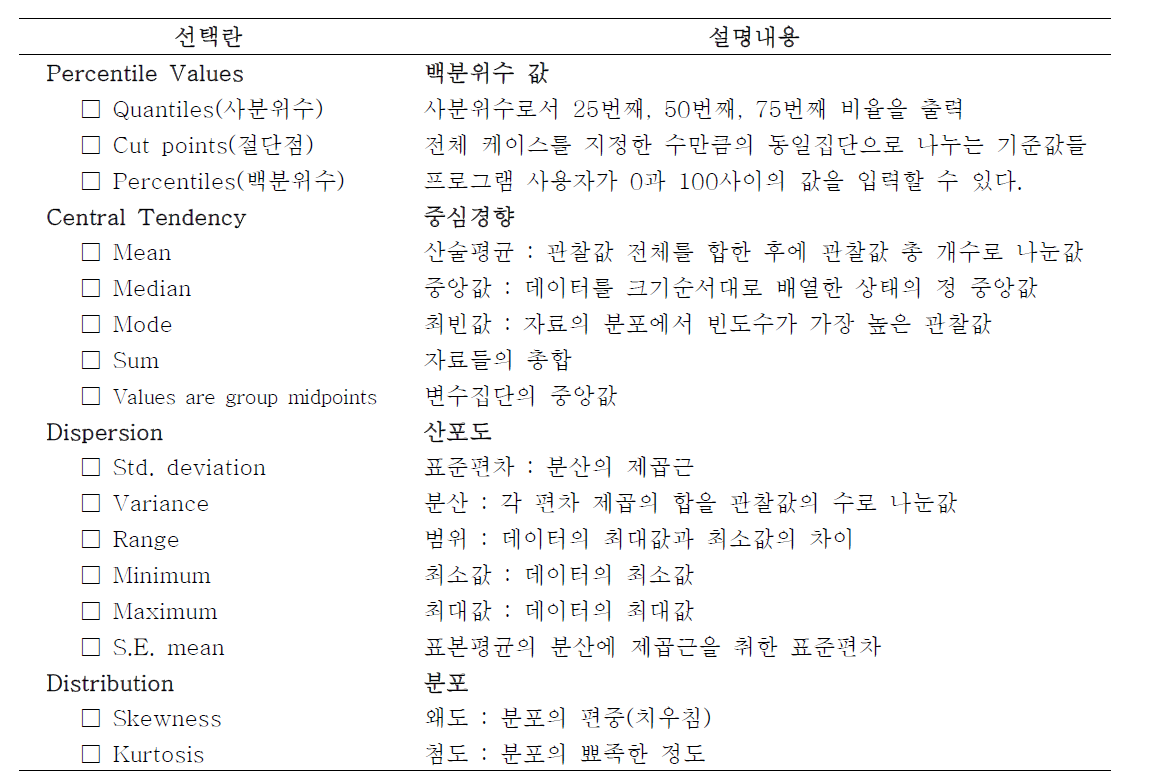 선택란 설명내용
Percentile Values 백분위수 값
□ Quantiles(사분위수) 사분위수로서 25번째, 50번째, 75번째 비율을 출력
□ Cut points(절단점) 전체 케이스를 지정한 수만큼의 동일집단으로 나누는 기준값들
□ Percentiles(백분위수) 프로그램 사용자가 0과 100사이의 값을 입력할 수 있다.
Central Tendency 중심경향
□ Mean 산술평균 : 관찰값 전체를 합한 후에 관찰값 총 개수로 나눈값
□ Median 중앙값 : 데이터를 크기순서대로 배열한 상태의 정 중앙값
□ Mode 최빈값 : 자료의 분포에서 빈도수가 가장 높은 관찰값
□ Sum 자료들의 총합
□ Values are group midpoints 변수집단의 중앙값
Dispersion 산포도
□ Std. deviation 표준편차 : 분산의 제곱근
□ Variance 분산 : 각 편차 제곱의 합을 관찰값의 수로 나눈값
□ Range 범위 : 데이터의 최대값과 최소값의 차이
□ Minimum 최소값 : 데이터의 최소값
□ Maximum 최대값 : 데이터의 최대값
□ S.E. mean 표본평균의 분산에 제곱근을 취한 표준편차
Distribution 분포
□ Skewness 왜도 : 분포의 편중(치우침)
□ Kurtosis 첨도 : 분포의 뾰족한 정도